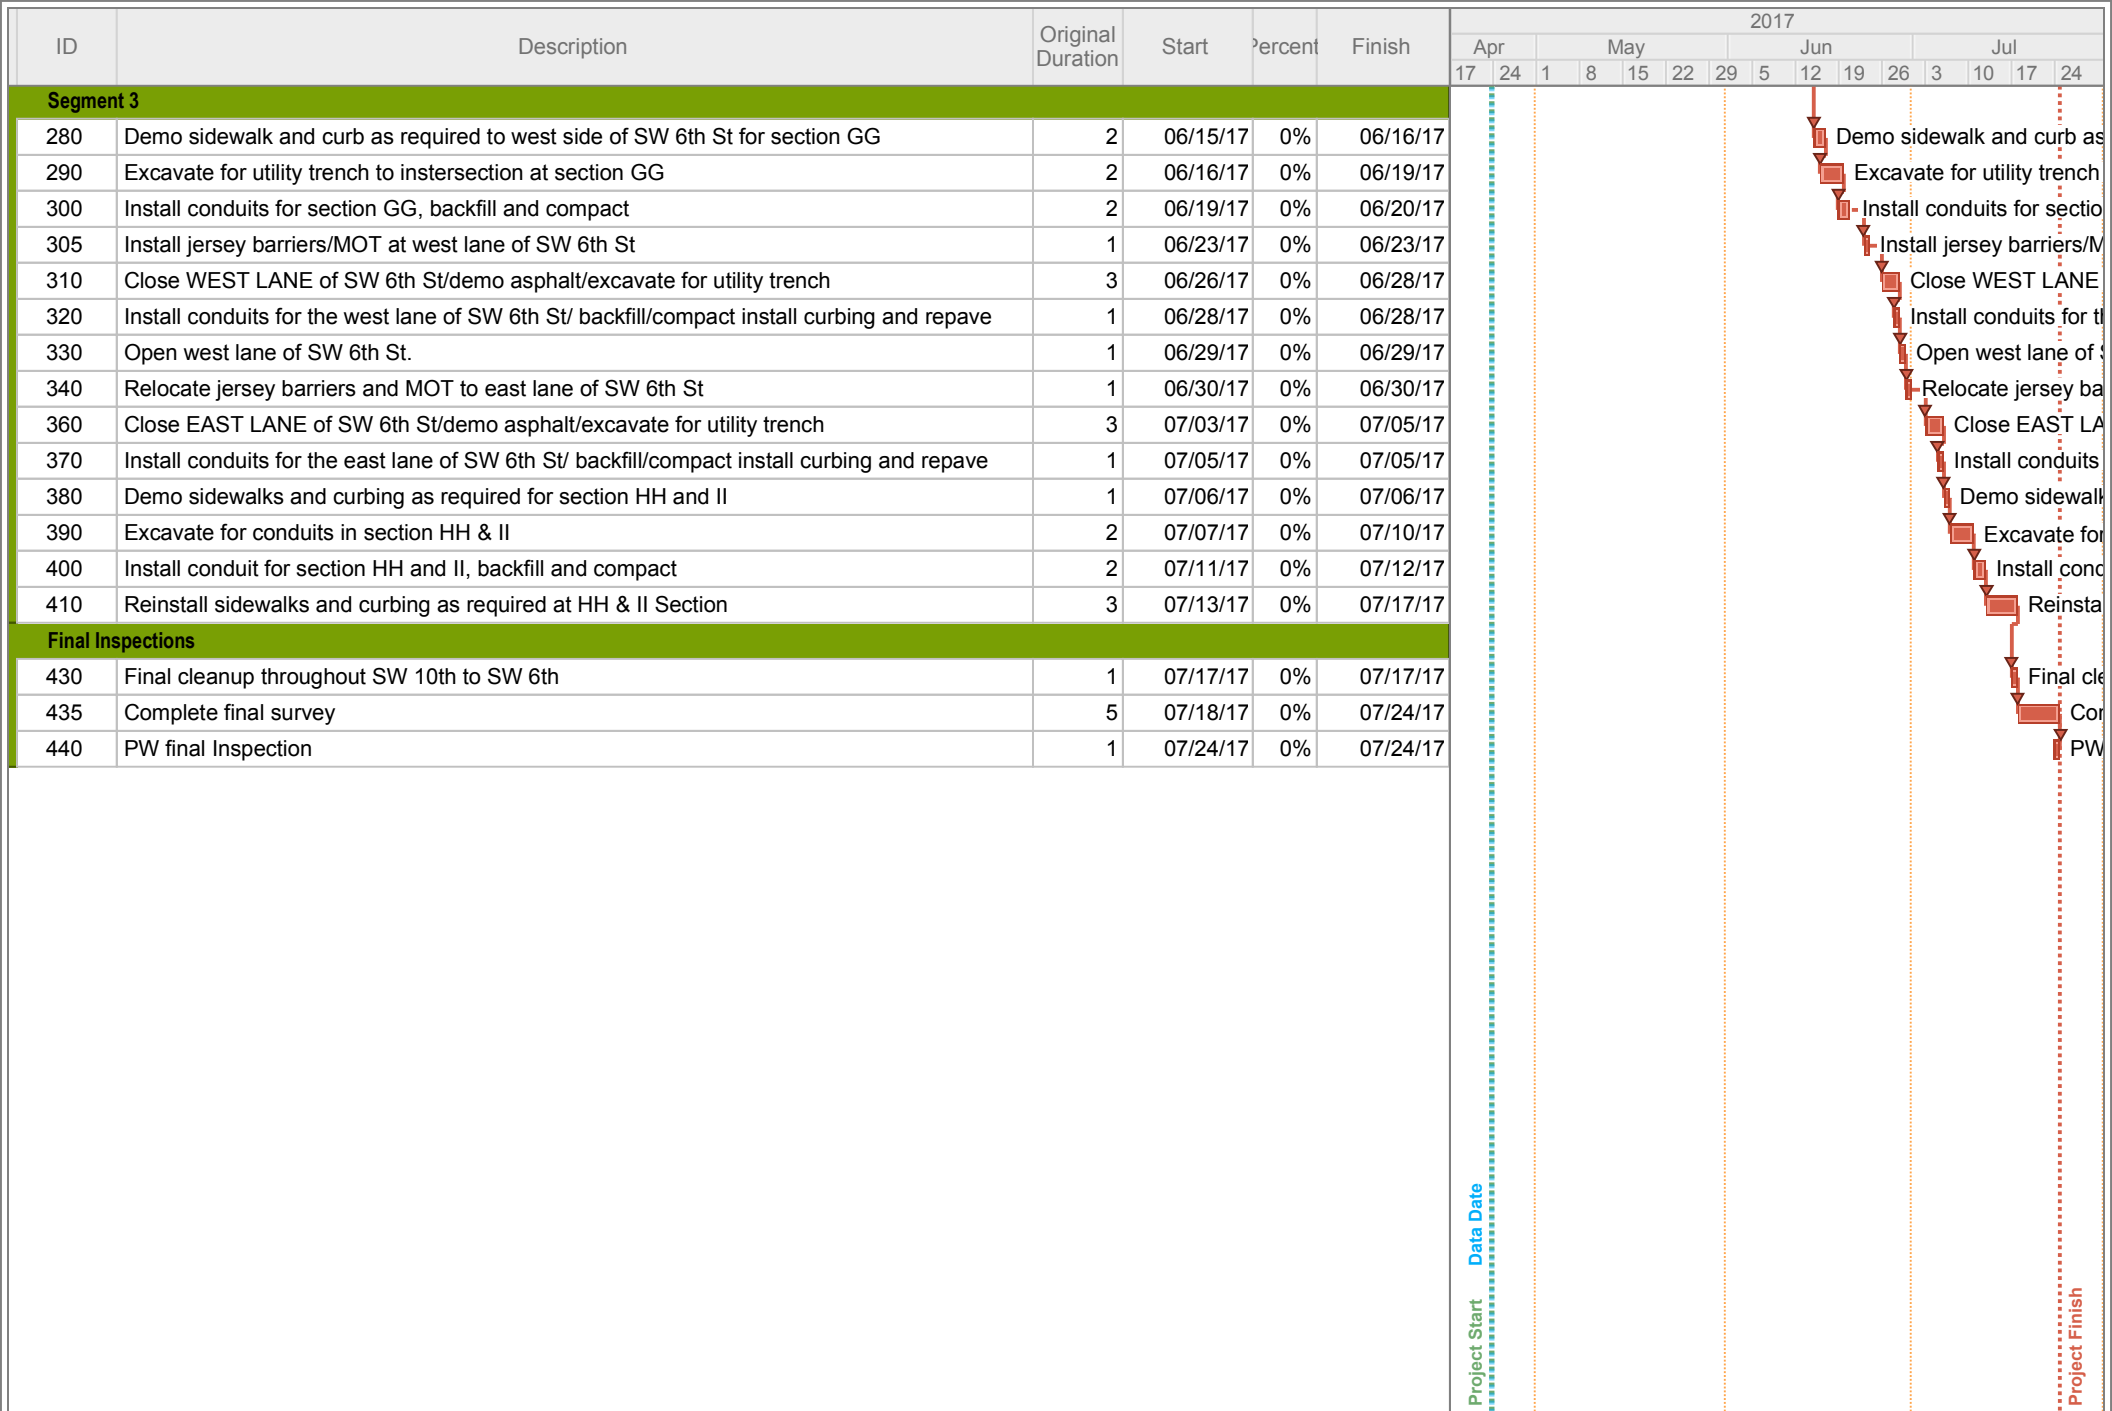 ID Description Original Duration Start Percent Finish
2017
Apr May Jun Jul
17 24 1 8 15 22 29 5 12 19 26 3 10 17 24
Segment 3
280 Demo sidewalk and curb as required to west side of SW 6th St for section GG 2 06/15/17 0% 06/16/17 Demo sidewalk and curb as
290 Excavate for utility trench to instersection at section GG 2 06/16/17 0% 06/19/17 Excavate for utility trench
300 Install conduits for section GG, backfill and compact 2 06/19/17 0% 06/20/17 Install conduits for sectio
305 Install jersey barriers/MOT at west lane of SW 6th St 1 06/23/17 0% 06/23/17 Install jersey barriers/M
310 Close WEST LANE of SW 6th St/demo asphalt/excavate for utility trench 3 06/26/17 0% 06/28/17 Close WEST LANE
320 Install conduits for the west lane of SW 6th St/ backfill/compact install curbing and repave 1 06/28/17 0% 06/28/17 Install conduits for th
330 Open west lane of SW 6th St. 1 06/29/17 0% 06/29/17 Open west lane of S
340 Relocate jersey barriers and MOT to east lane of SW 6th St 1 06/30/17 0% 06/30/17 Relocate jersey ba
360 Close EAST LANE of SW 6th St/demo asphalt/excavate for utility trench 3 07/03/17 0% 07/05/17 Close EAST LA
370 Install conduits for the east lane of SW 6th St/ backfill/compact install curbing and repave 1 07/05/17 0% 07/05/17 Install conduits
380 Demo sidewalks and curbing as required for section HH and II 1 07/06/17 0% 07/06/17 Demo sidewalk
390 Excavate for conduits in section HH & II 2 07/07/17 0% 07/10/17 Excavate for
400 Install conduit for section HH and II, backfill and compact 2 07/11/17 0% 07/12/17 Install cond
410 Reinstall sidewalks and curbing as required at HH & II Section 3 07/13/17 0% 07/17/17 Reinsta
Final Inspections
430 Final cleanup throughout SW 10th to SW 6th 1 07/17/17 0% 07/17/17 Final cle
435 Complete final survey 5 07/18/17 0% 07/24/17 Com
440 PW final Inspection 1 07/24/17 0% 07/24/17 PW
Data Date
Project Start
Project Finish